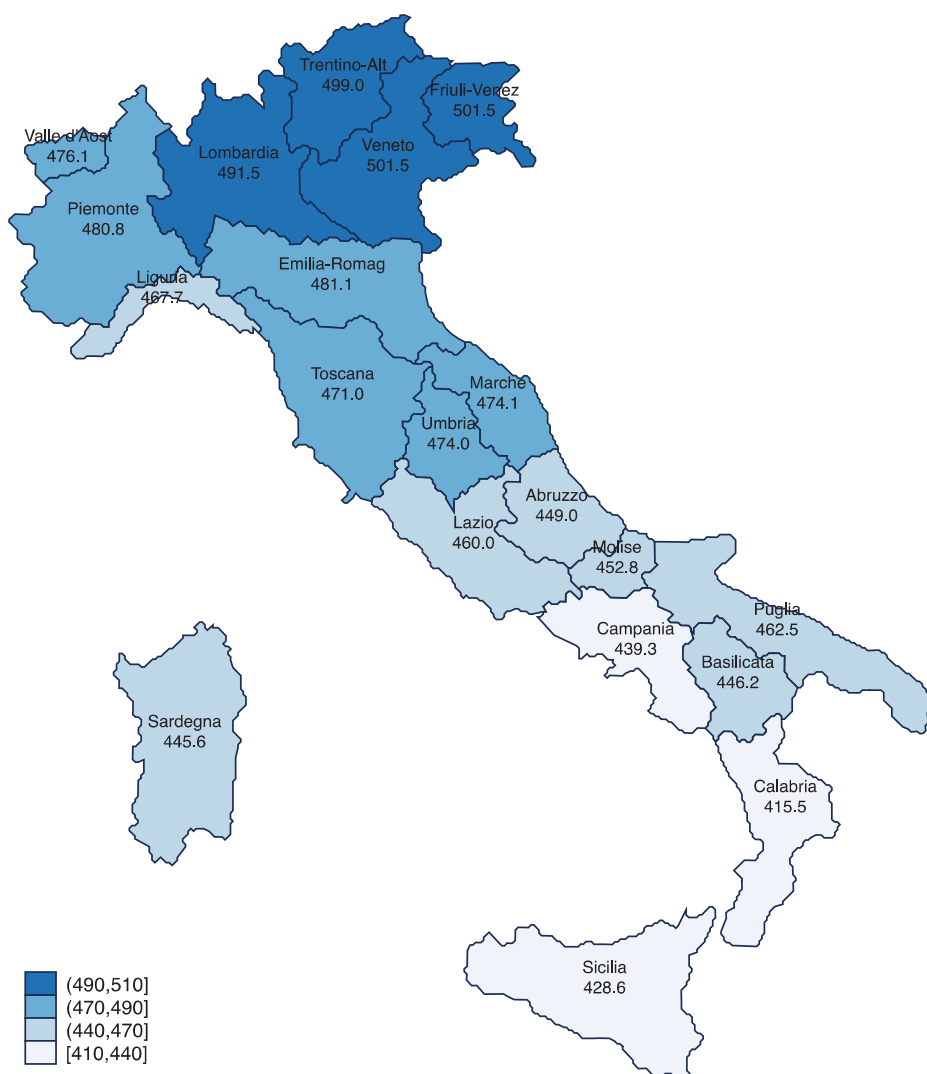 Trentino-Alt
499.0
Friuli-Venez
501.5
Valle d'Aost
476.1
Lombardia
491.5
Veneto
501.5
Piemonte
480.8
Emilia-Romag
481.1
Liguria
467.7
Toscana
471.0
Marche
474.1
Umbria
474.0
Abruzzo
449.0
Lazio
460.0
Molise
452.8
Puglia
462.5
Campania
439.3
Basilicata
446.2
Sardegna
445.6
Calabria
415.5
Sicilia
428.6
(490,510]
(470,490]
(440,470]
[410,440]